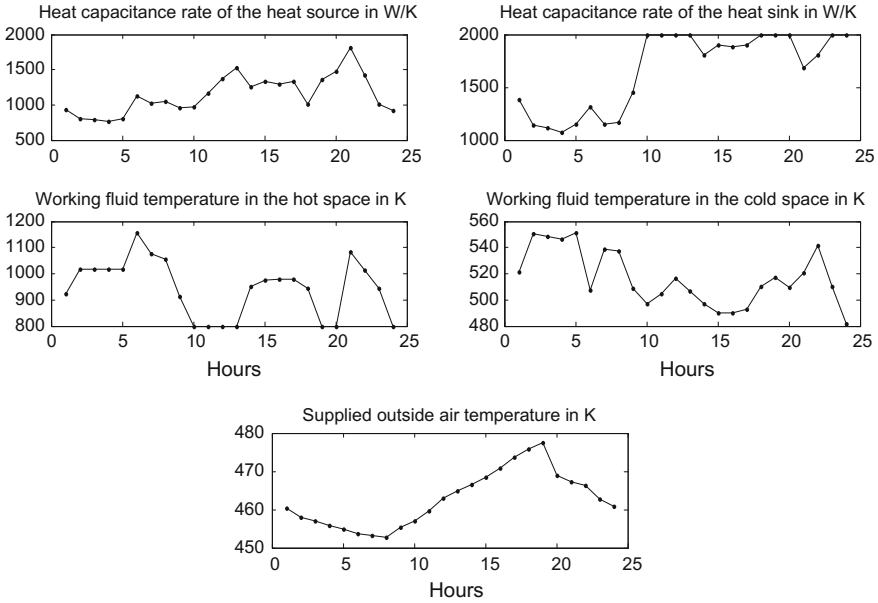 Heat capacitance rate of the heat source in W/K
2000
1500
1000
500
0 5 10 15 20 25
Heat capacitance rate of the heat sink in W/K
2000
1500
1000
0 5 10 15 20 25
Working fluid temperature in the hot space in K
1200
1100
1000
900
800
0 5 10 15 20 25
Hours
Working fluid temperature in the cold space in K
560
540
520
500
480
0 5 10 15 20 25
Hours
Supplied outside air temperature in K
480
470
460
450
0 5 10 15 20 25
Hours